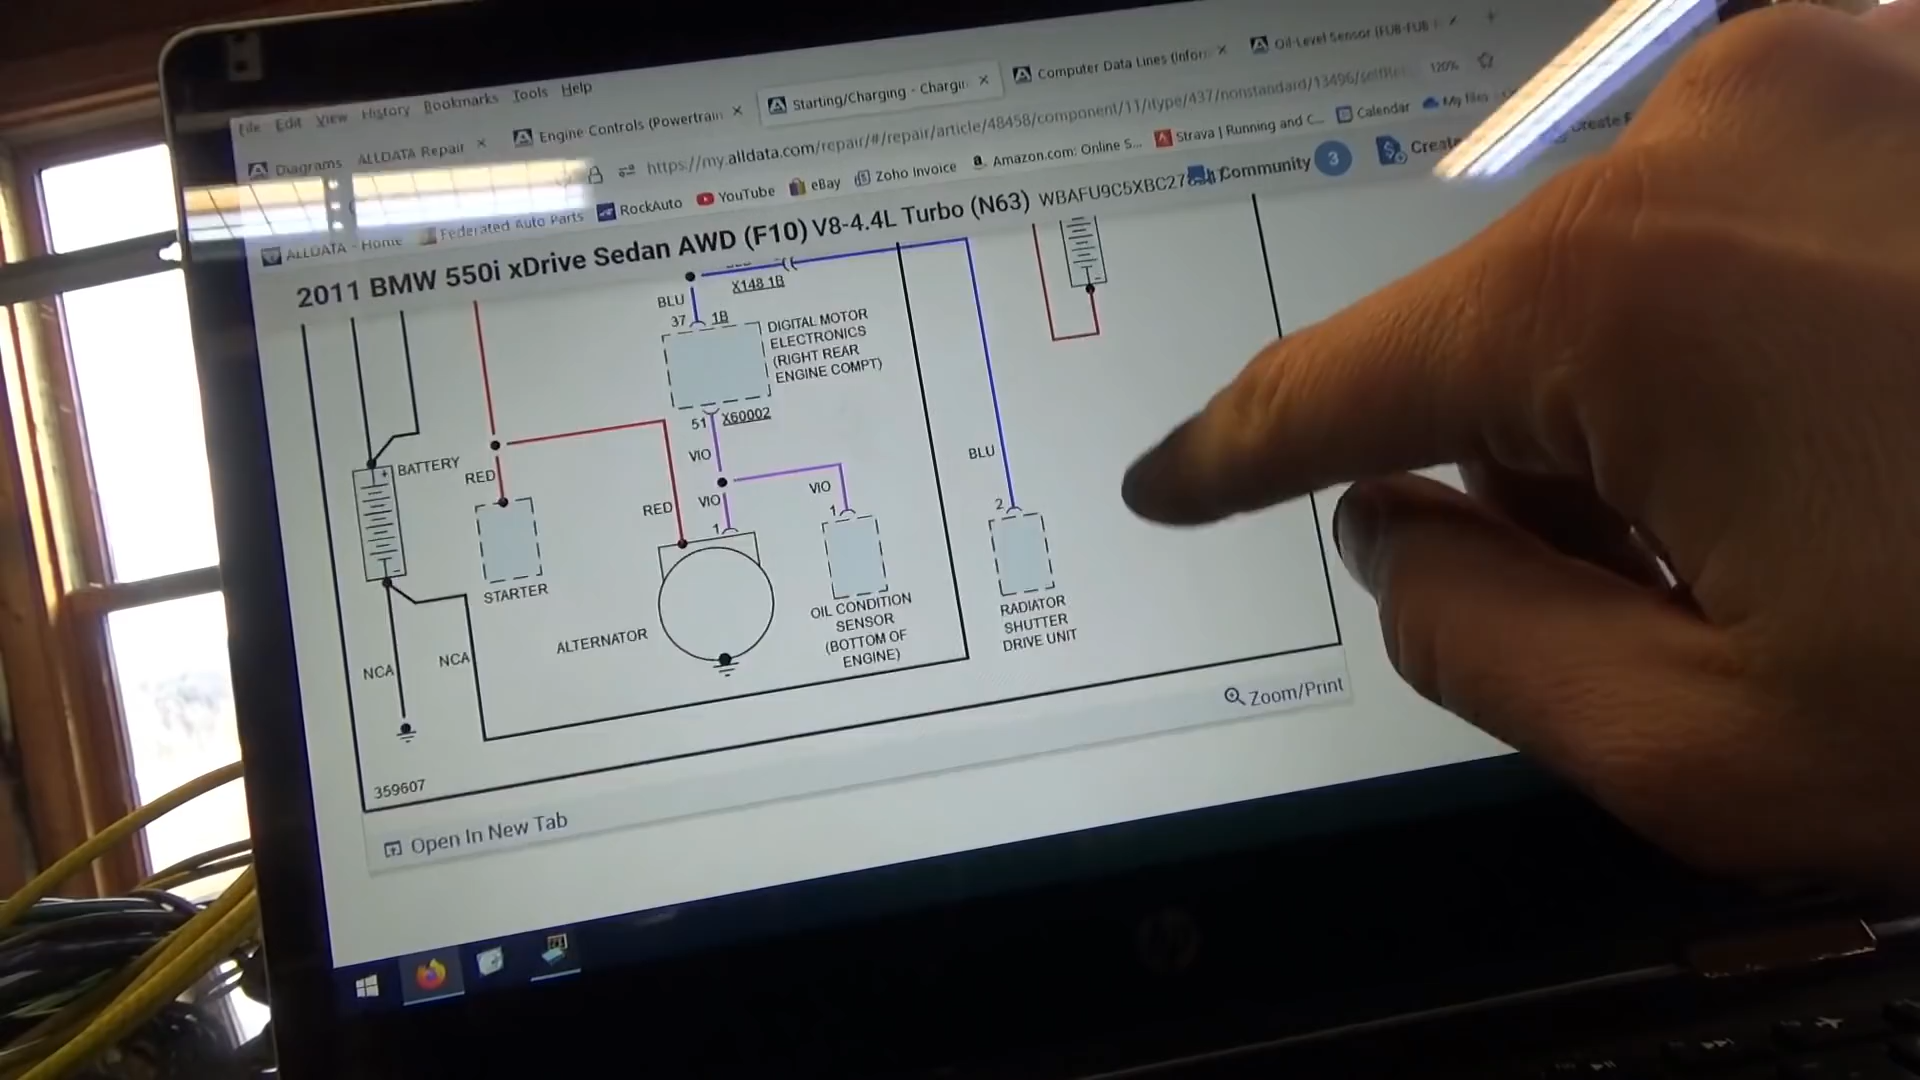 File Edit View History Bookmarks Tools Help
Diagrams ALLDATA Repair
Engine Controls (Powertrain
Starting/Charging - Chargin
Computer Data Lines (Infor
Oil-Level Sensor (FUB-FUB
https://my.alldata.com/repair/#/repair/article/48458/component/11/itype/437/nonstandard/13496/
120%
ALLDATA - Home Federated Auto Parts RockAuto YouTube eBay Zoho Invoice Amazon.com: Online S... Strava | Running and C... Calendar My files
2011 BMW 550i xDrive Sedan AWD (F10) V8-4.4L Turbo (N63) WBAFU9C5XBC27
Community 3
X148 1B
BLU
37 1B
DIGITAL MOTOR
ELECTRONICS
(RIGHT REAR
ENGINE COMPT)
51 X60002
VIO
BATTERY
+
-
RED
STARTER
RED
VIO
VIO
1
1
ALTERNATOR
OIL CONDITION
SENSOR
(BOTTOM OF
ENGINE)
BLU
2
RADIATOR
SHUTTER
DRIVE UNIT
-
NCA
NCA
359607
Zoom/Print
Open In New Tab
hp